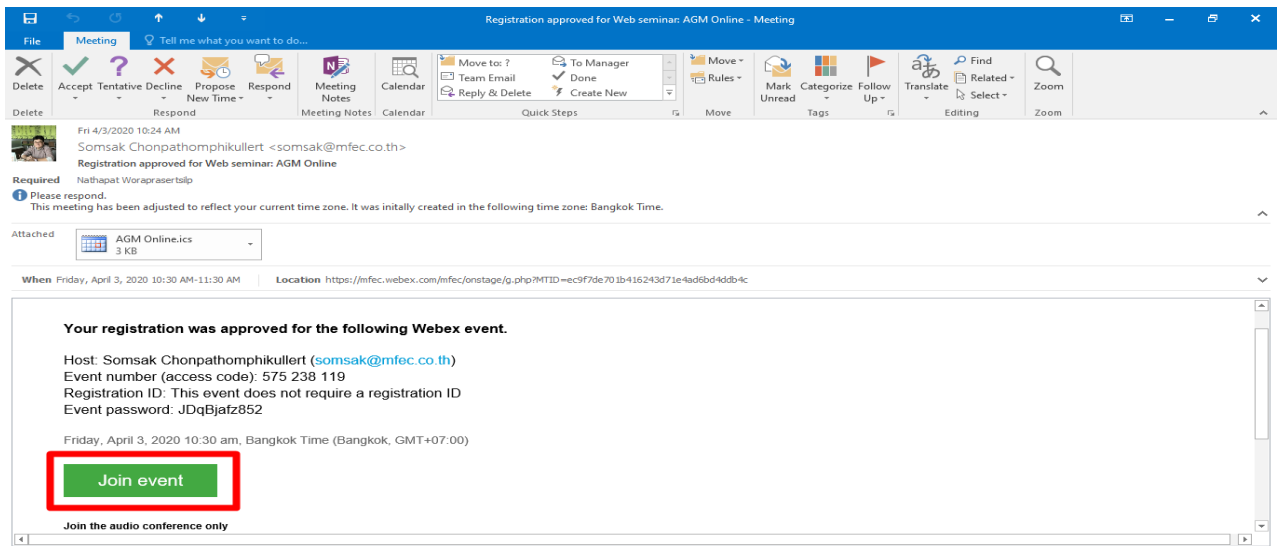 Registration approved for Web seminar: AGM Online - Meeting
File Meeting Tell me what you want to do...
Delete Accept Tentative Decline Propose New Time Respond Meeting Notes Calendar Move to: ? To Manager Move Mark Unread Categorize Follow Up Translate Find Zoom
Team Email Done Rules Related
Reply & Delete Create New Select
Delete Respond Meeting Notes Calendar Quick Steps Move Tags Editing Zoom
Fri 4/3/2020 10:24 AM
Somsak Chonpathomphikullert <somsak@mfec.co.th>
Registration approved for Web seminar: AGM Online
Required Nathapat Woraprasertsilp
Please respond.
This meeting has been adjusted to reflect your current time zone. It was initally created in the following time zone: Bangkok Time.
Attached AGM Online.ics
3 KB
When Friday, April 3, 2020 10:30 AM-11:30 AM Location https://mfec.webex.com/mfec/onstage/g.php?MTID=ec9f7de701b416243d71e4ad6bd4ddb4c
Your registration was approved for the following Webex event.
Host: Somsak Chonpathomphikullert (somsak@mfec.co.th)
Event number (access code): 575 238 119
Registration ID: This event does not require a registration ID
Event password: JDqBjafz852
Friday, April 3, 2020 10:30 am, Bangkok Time (Bangkok, GMT+07:00)
Join event
Join the audio conference only